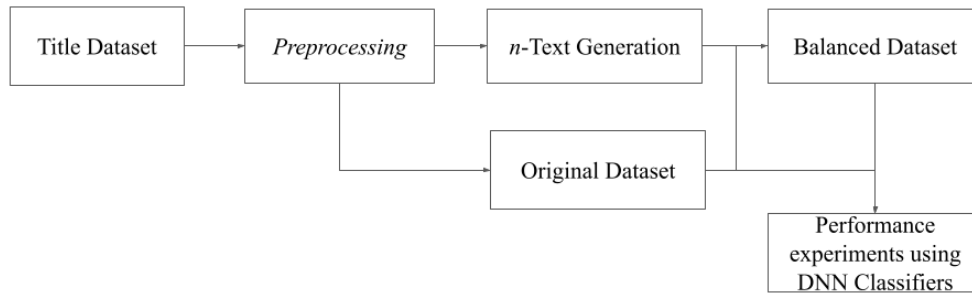 Title Dataset
Preprocessing
n-Text Generation
Balanced Dataset
Original Dataset
Performance
experiments using
DNN Classifiers